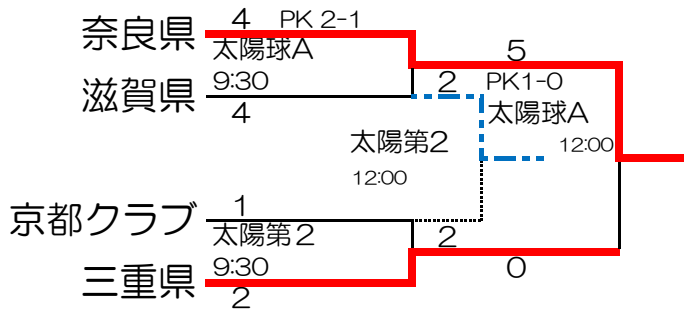 奈良県
4 PK 2-1
太陽球A
滋賀県
9:30
4
5
2 PK1-0
太陽球A
12:00
太陽第2
12:00
京都クラブ
1
太陽第2
三重県
9:30
2
2
0